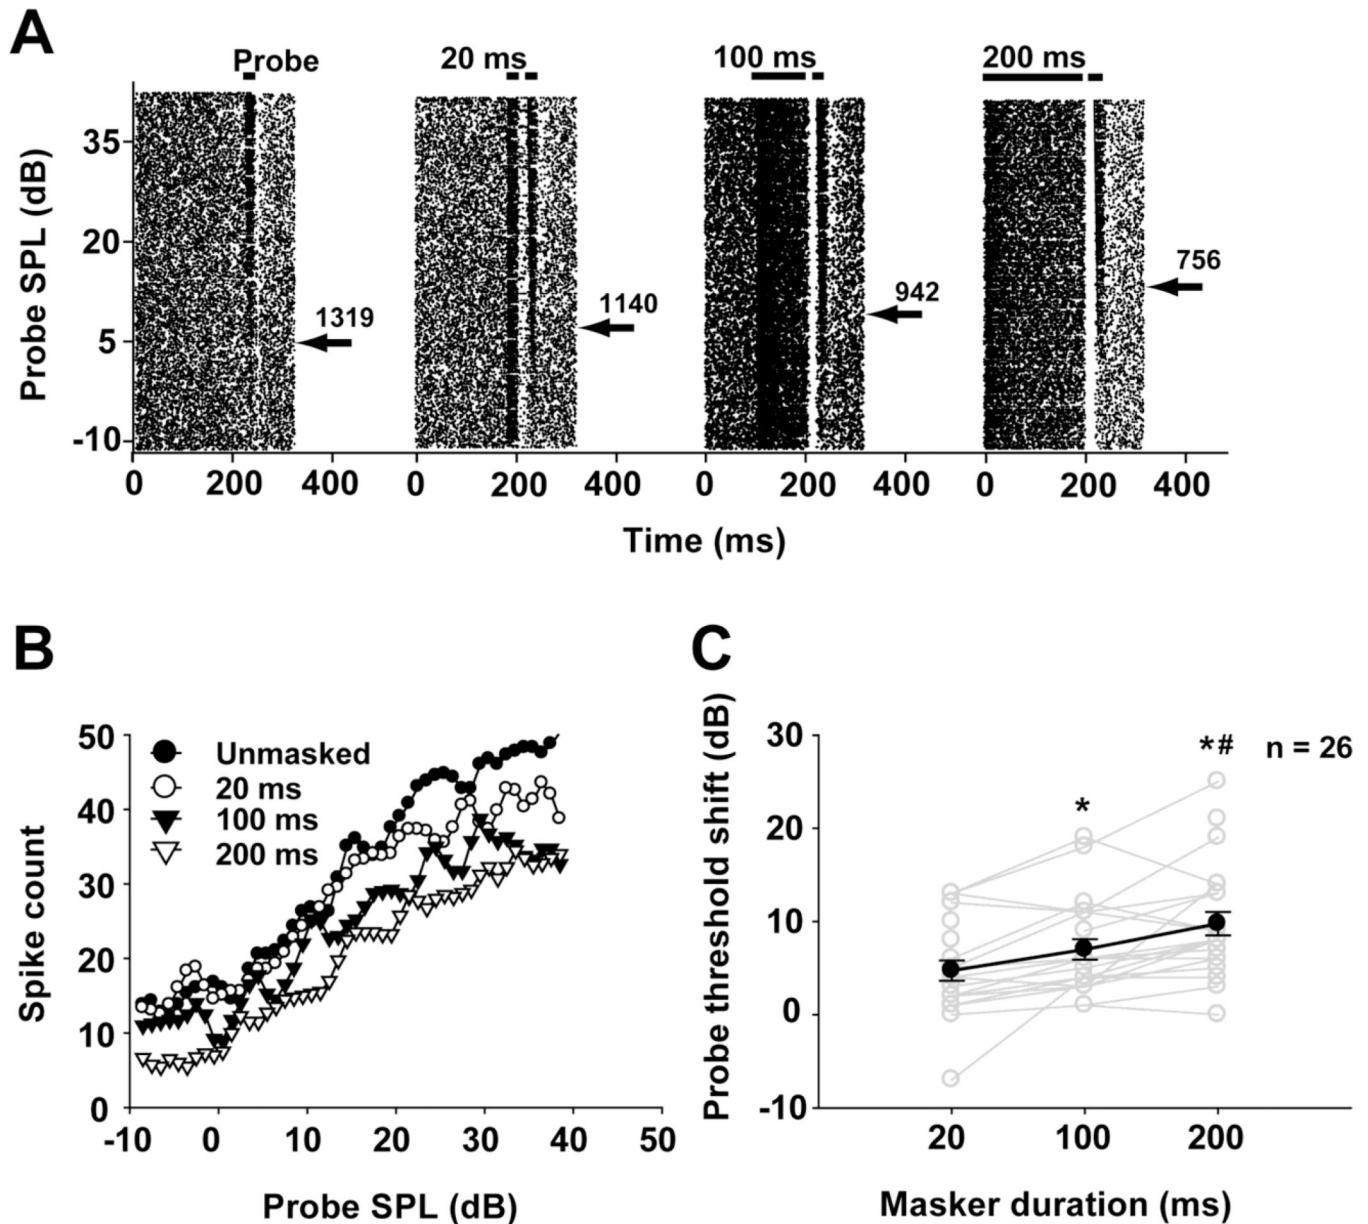 A
Probe 20 ms 100 ms 200 ms
35
20
5
-10
Probe SPL (dB)
1319
1140
942
756
0 200 400 0 200 400 0 200 400 0 200 400
Time (ms)
B
50
40
30
20
10
0
Spike count
Unmasked
20 ms
100 ms
200 ms
-10 0 10 20 30 40 50
Probe SPL (dB)
C
30
20
10
0
-10
Probe threshold shift (dB)
*
*# n = 26
20 100 200
Masker duration (ms)